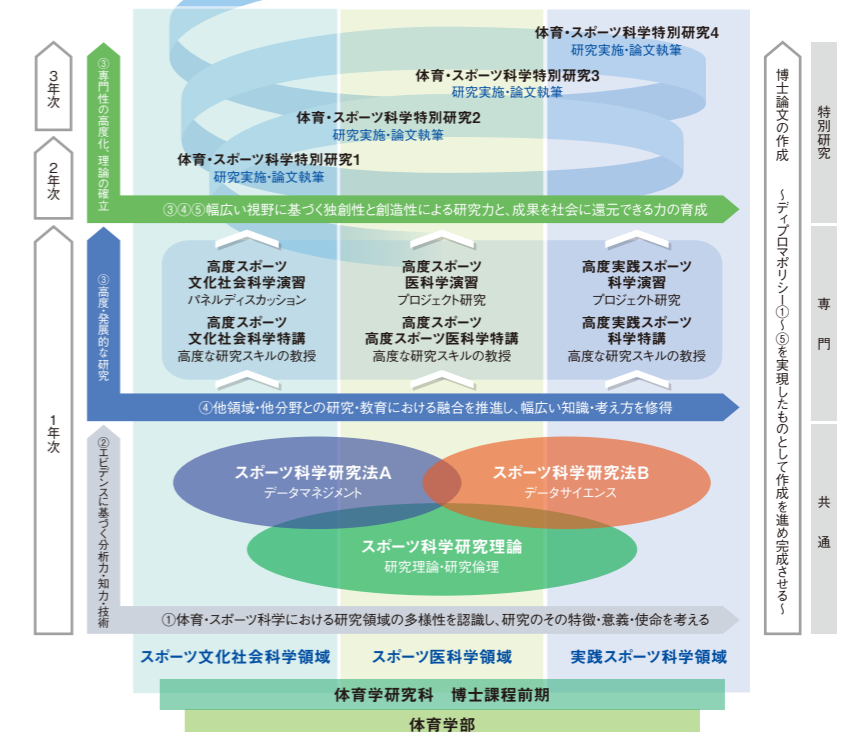 3年次
2年次
1年次
③専門性の高度化、理論の確立
③高度・発展的な研究
②エビデンスに基づく分析力・知力・技術
体育・スポーツ科学特別研究4
研究実施・論文執筆
体育・スポーツ科学特別研究3
研究実施・論文執筆
体育・スポーツ科学特別研究2
研究実施・論文執筆
体育・スポーツ科学特別研究1
研究実施・論文執筆
③④⑤幅広い視野に基づく独創性と創造性による研究力と、成果を社会に還元できる力の育成
高度スポーツ
文化社会科学演習
パネルディスカッション
高度スポーツ
文化社会科学特講
高度な研究スキルの教授
高度スポーツ
医科学演習
プロジェクト研究
高度スポーツ
高度スポーツ医科学特講
高度な研究スキルの教授
高度実践スポーツ
科学演習
プロジェクト研究
高度実践スポーツ
科学特講
高度な研究スキルの教授
④他領域・他分野との研究・教育における融合を推進し、幅広い知識・考え方を修得
スポーツ科学研究法A
データマネジメント
スポーツ科学研究法B
データサイエンス
スポーツ科学研究理論
研究理論・研究倫理
①体育・スポーツ科学における研究領域の多様性を認識し、研究のその特徴・意義・使命を考える
スポーツ文化社会科学領域
スポーツ医科学領域
実践スポーツ科学領域
体育学研究科 博士課程前期
体育学部
博士論文の作成 ～ディプロマポリシー①～⑤を実現したものとして作成を進め完成させる～
特別研究
専門
共通